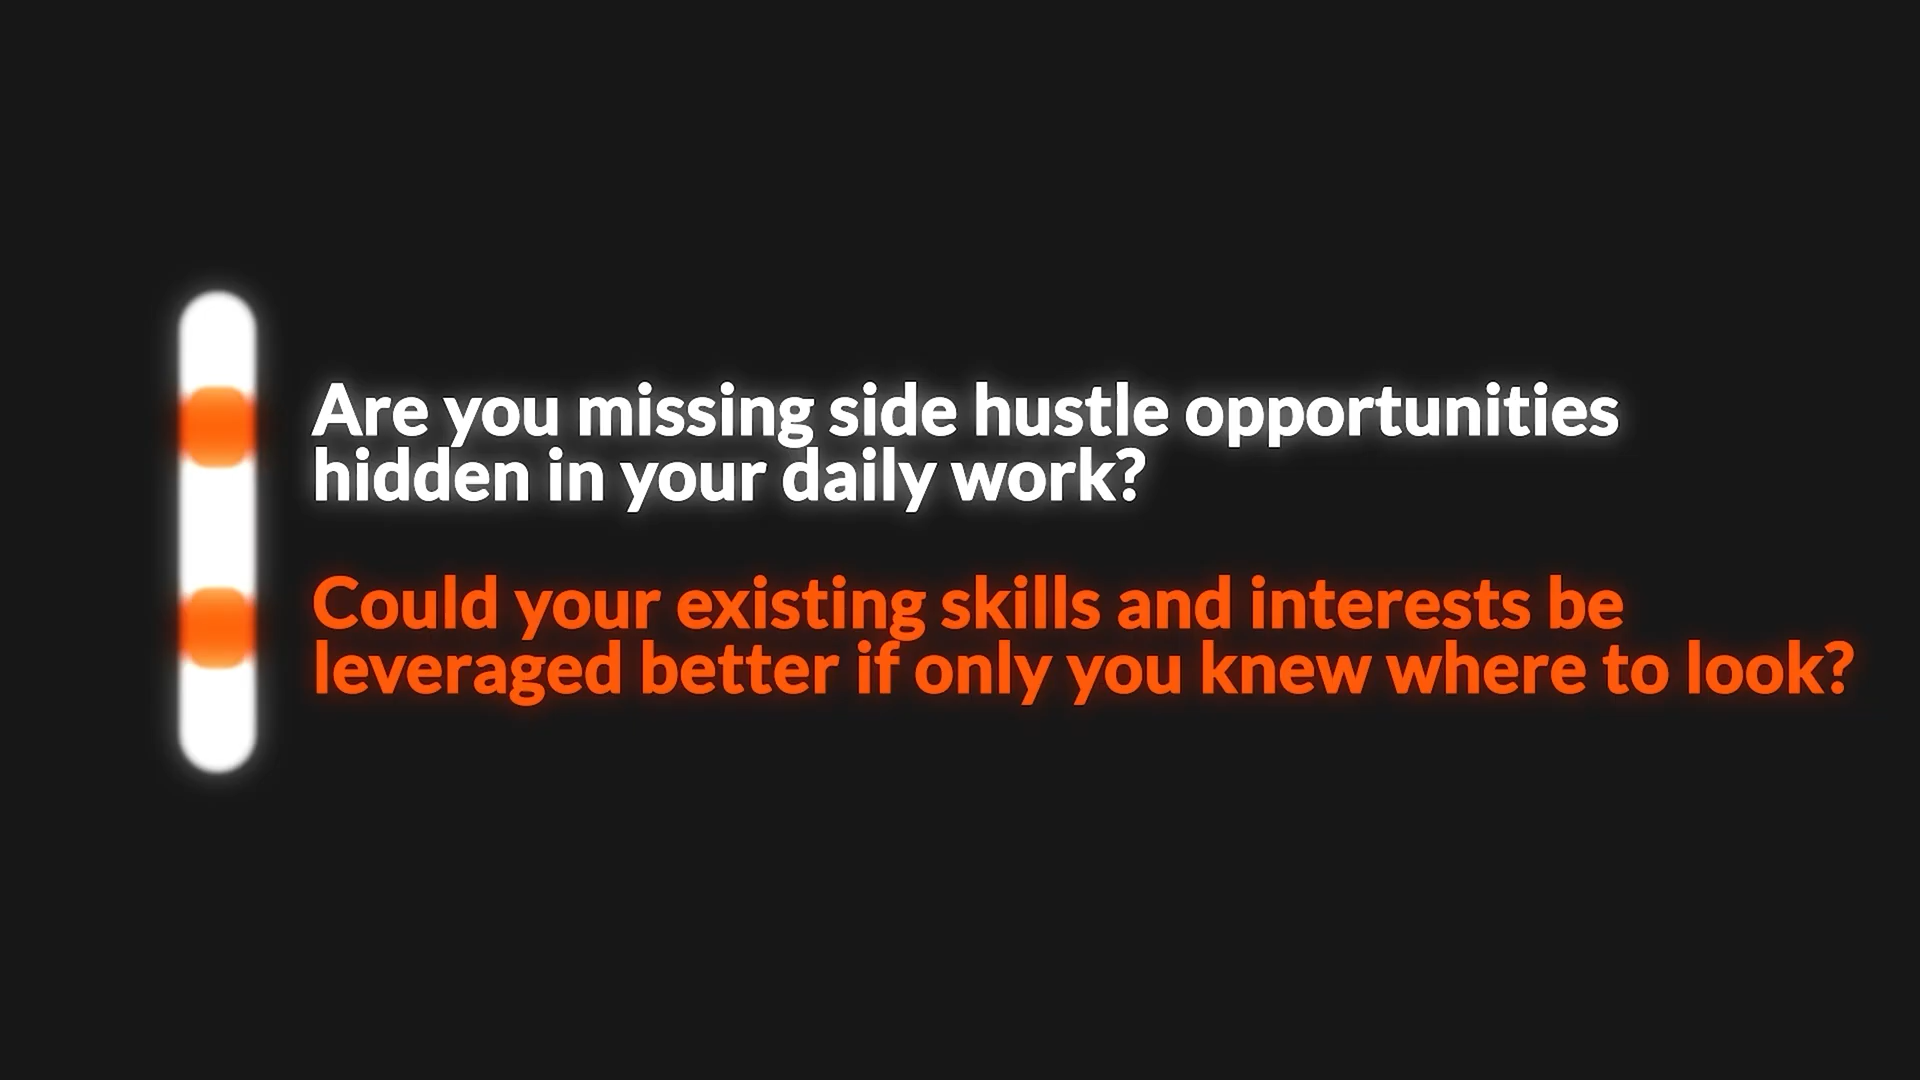 Are you missing side hustle opportunities
hidden in your daily work?
Could your existing skills and interests be
leveraged better if only you knew where to look?